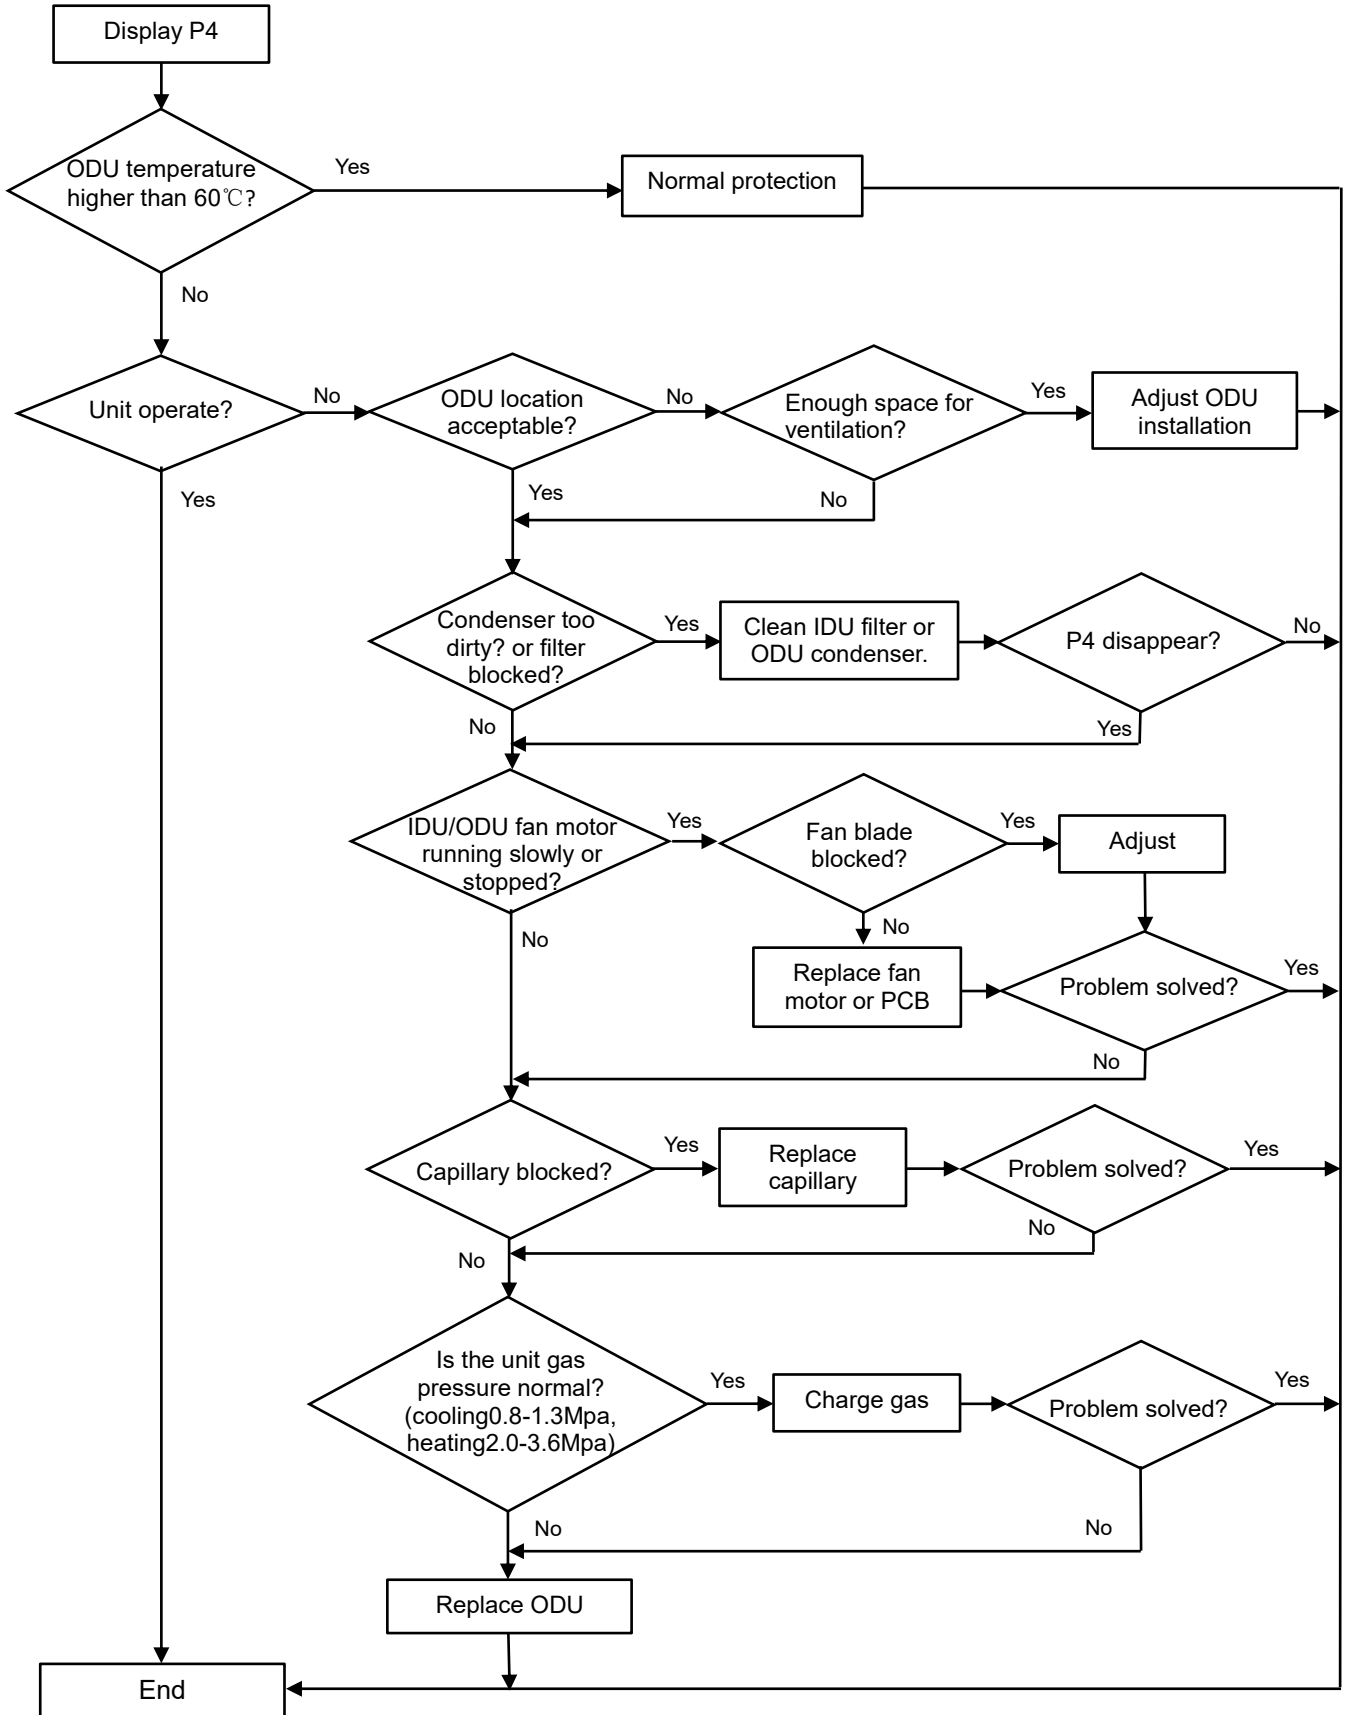 Display P4
ODU temperature
higher than 60℃?
Yes
Normal protection
No
Unit operate?
No
ODU location
acceptable?
No
Enough space for
ventilation?
Yes
Adjust ODU
installation
Yes
Yes
No
Condenser too
dirty? or filter
blocked?
Yes
Clean IDU filter or
ODU condenser.
P4 disappear?
No
No
Yes
IDU/ODU fan motor
running slowly or
stopped?
Yes
Fan blade
blocked?
Yes
Adjust
No
No
Replace fan
motor or PCB
Problem solved?
Yes
No
Capillary blocked?
Yes
Replace
capillary
Problem solved?
Yes
No
No
Is the unit gas
pressure normal?
(cooling0.8-1.3Mpa,
heating2.0-3.6Mpa)
Yes
Charge gas
Problem solved?
Yes
No
No
Replace ODU
End